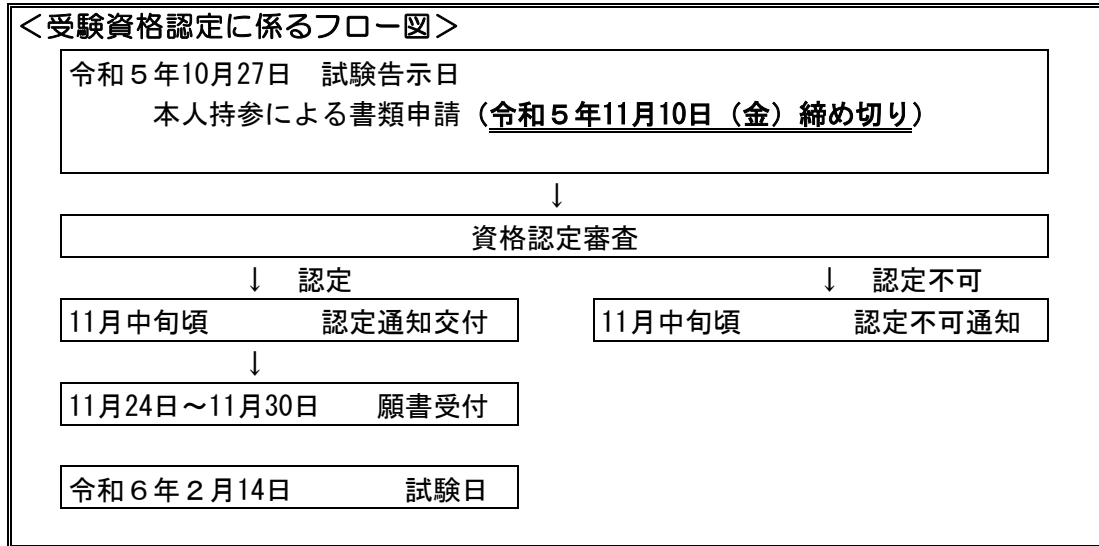 ＜受験資格認定に係るフロー図＞
令和５年10月27日　試験告示日
本人持参による書類申請（令和５年11月10日（金）締め切り）
↓
資格認定審査
↓　認定　　↓　認定不可
11月中旬頃　　認定通知交付　　11月中旬頃　　認定不可通知
↓
11月24日～11月30日　　願書受付
令和６年２月14日　　試験日